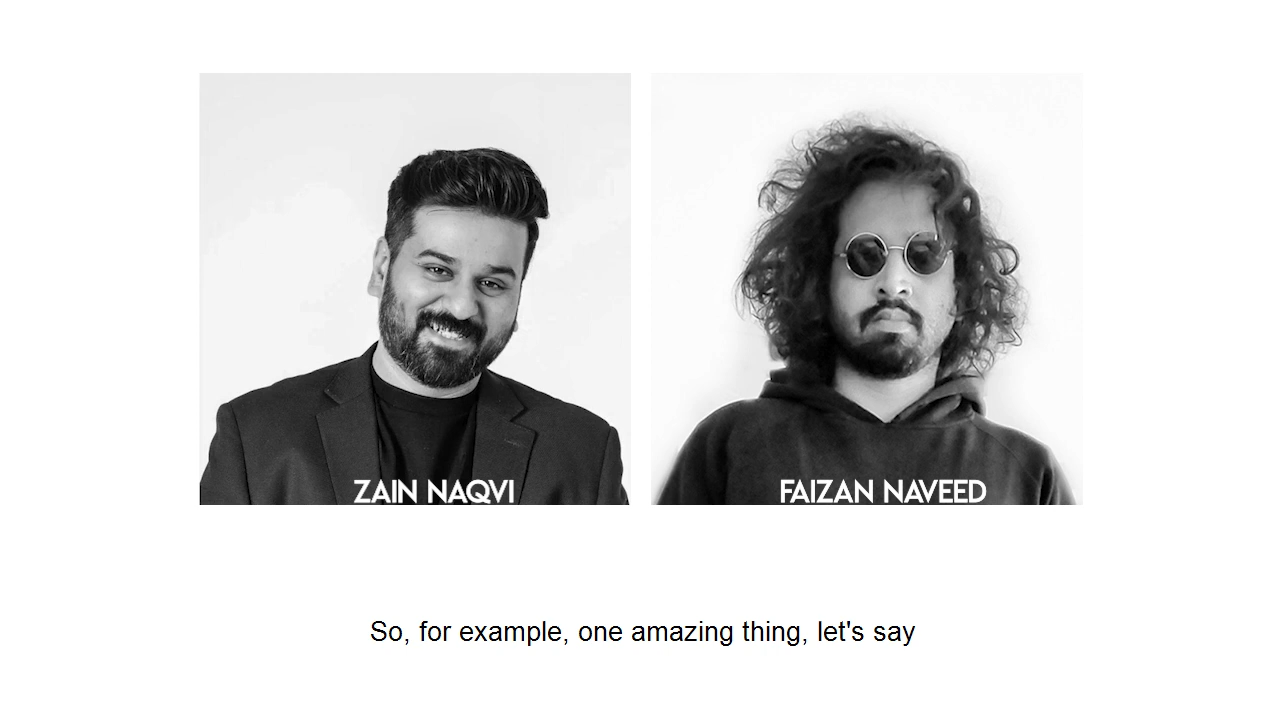 ZAIN NAQVI
FAIZAN NAVEED
So, for example, one amazing thing, let's say